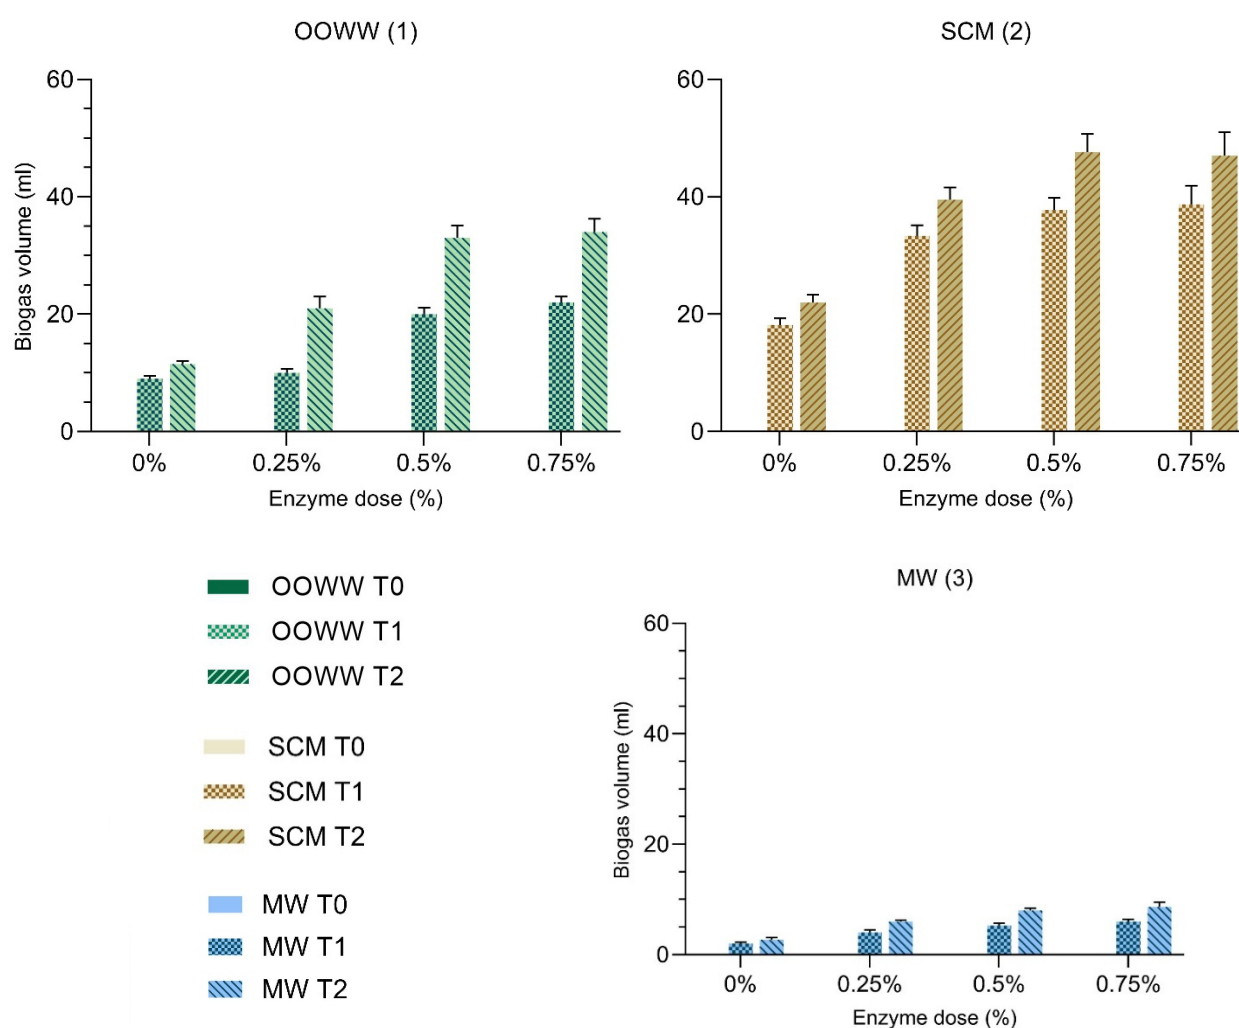 OOWW (1)
60
40
20
0
Biogas volume (ml)
0% 0.25% 0.5% 0.75%
Enzyme dose (%)
SCM (2)
60
40
20
0
0% 0.25% 0.5% 0.75%
Enzyme dose (%)
OOWW T0
OOWW T1
OOWW T2
SCM T0
SCM T1
SCM T2
MW T0
MW T1
MW T2
MW (3)
60
40
20
0
Biogas volume (ml)
0% 0.25% 0.5% 0.75%
Enzyme dose (%)